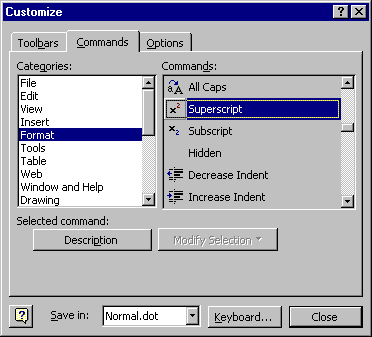 Customize
Toolbars Commands Options
Categories:
File
Edit
View
Insert
Format
Tools
Table
Web
Window and Help
Drawing
Commands:
All Caps
x² Superscript
x₂ Subscript
Hidden
Decrease Indent
Increase Indent
Selected command:
Description Modify Selection
Save in: Normal.dot Keyboard... Close